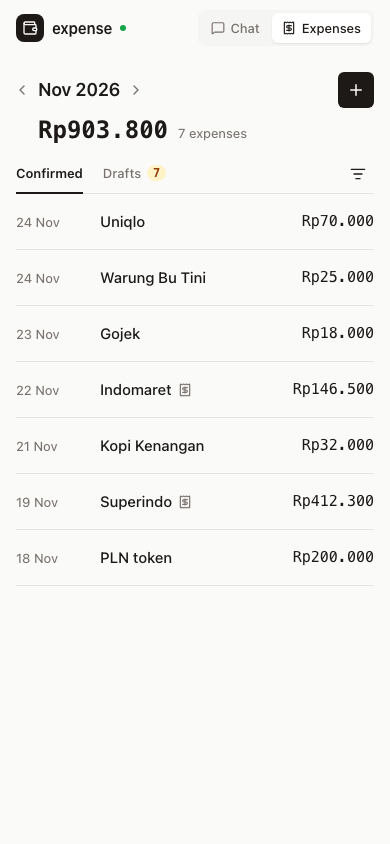 expense
Chat
Expenses
Nov 2026
Rp903.800 7 expenses
Confirmed Drafts 7
24 Nov Uniqlo Rp70.000
24 Nov Warung Bu Tini Rp25.000
23 Nov Gojek Rp18.000
22 Nov Indomaret Rp146.500
21 Nov Kopi Kenangan Rp32.000
19 Nov Superindo Rp412.300
18 Nov PLN token Rp200.000